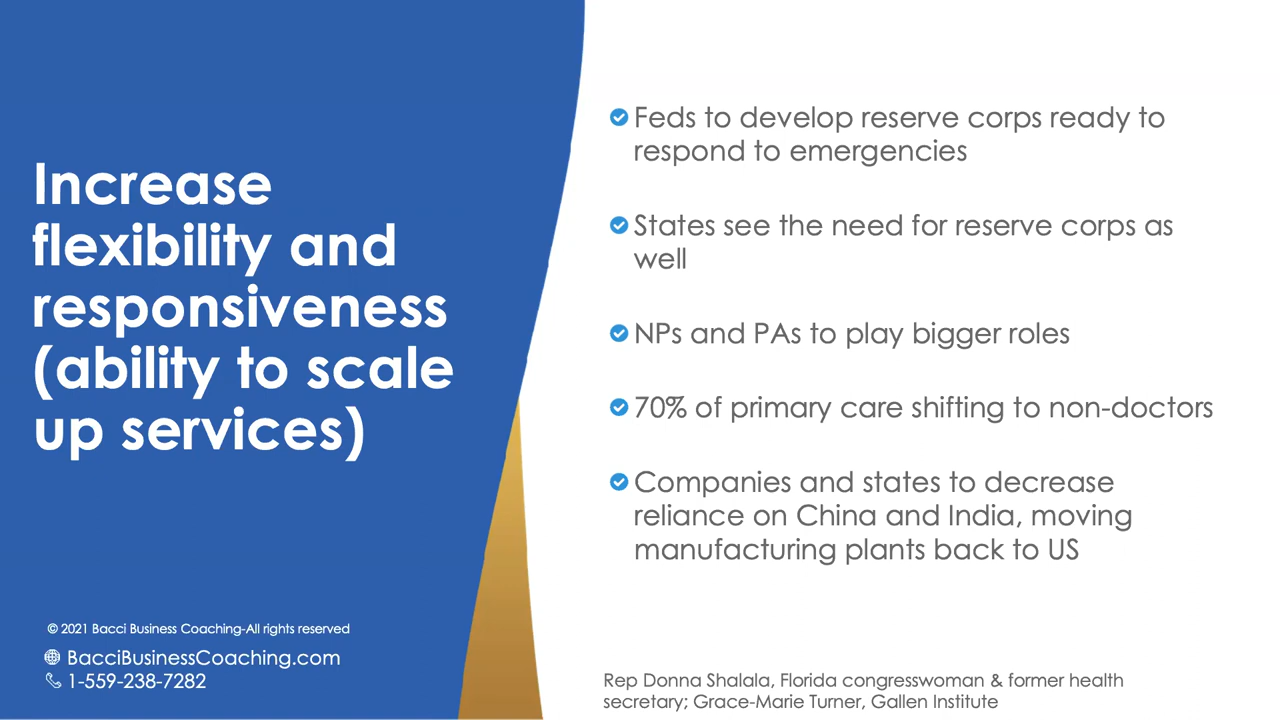 Increase
flexibility and
responsiveness
(ability to scale
up services)
© 2021 Bacci Business Coaching-All rights reserved
BacciBusinessCoaching.com
1-559-238-7282
Feds to develop reserve corps ready to
respond to emergencies
States see the need for reserve corps as
well
NPs and PAs to play bigger roles
70% of primary care shifting to non-doctors
Companies and states to decrease
reliance on China and India, moving
manufacturing plants back to US
Rep Donna Shalala, Florida congresswoman & former health
secretary; Grace-Marie Turner, Gallen Institute